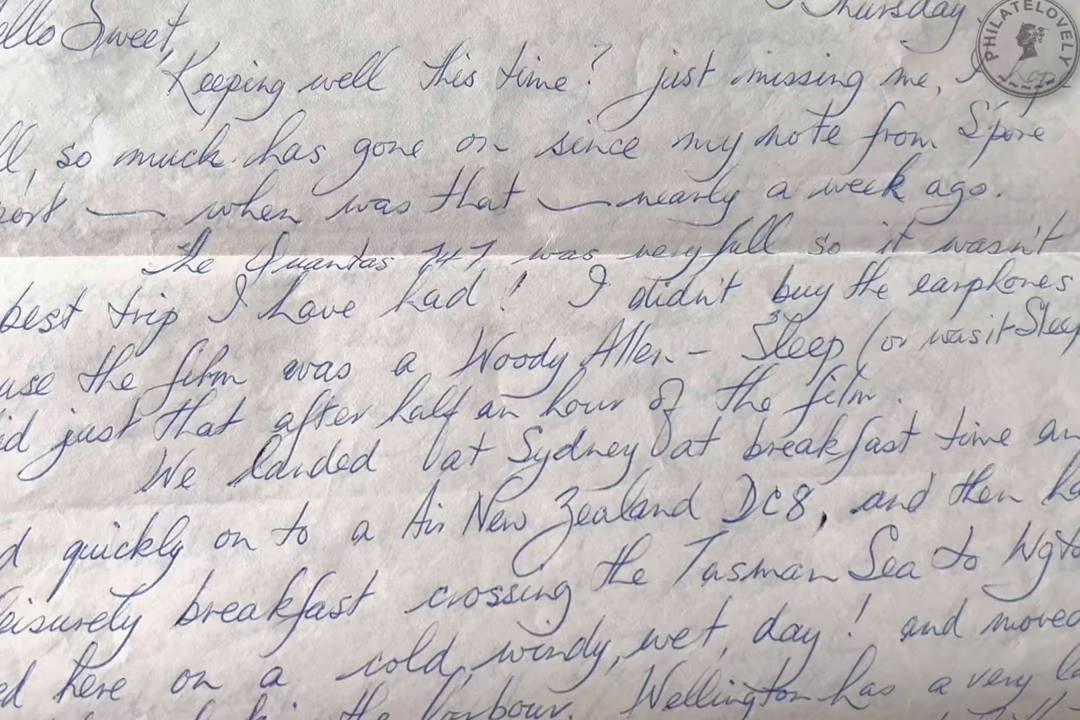 Thursday
PHILATELOVELY
ello Sweet,
Keeping well this time? just missing me, I
ll, so much has gone on since my note from S'pore
port — when was that — nearly a week ago.
The Quantas 747 was very full so it wasn't
best trip I have had! I didn't buy the earphones
use the film was a Woody Allen - Sleep (or was it Sleep
id just that after half an hour of the film.
We landed at Sydney at breakfast time an
d quickly on to a Air New Zealand DC8, and then ha
leisurely breakfast crossing the Tasman Sea to Wgto
ed here on a cold, windy, wet, day! and moved
the harbour. Wellington has a very la